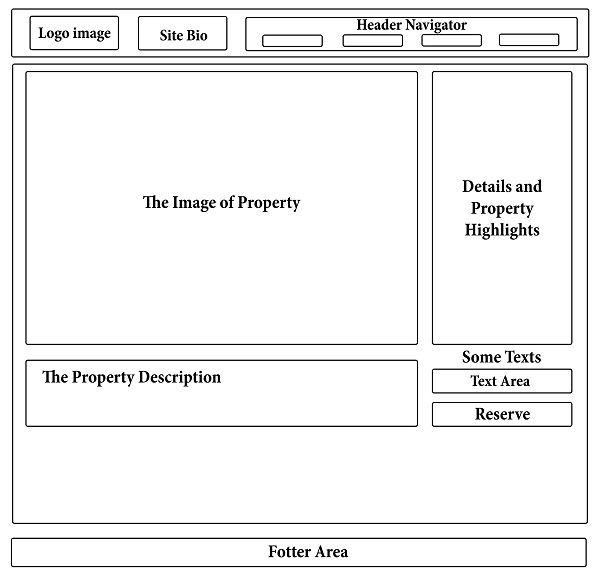 Logo image
Site Bio
Header Navigator
The Image of Property
Details and
Property
Highlights
The Property Description
Some Texts
Text Area
Reserve
Fotter Area